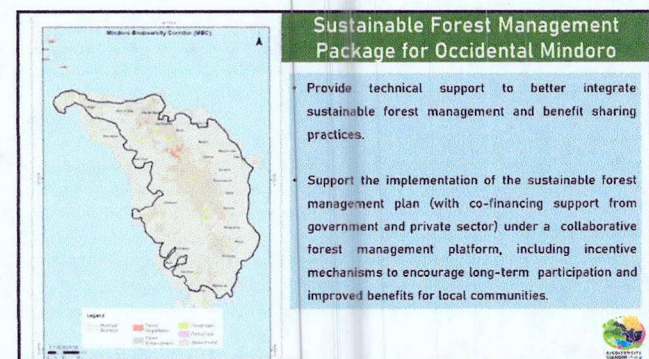 Mindoro Biodiversity Corridor (MBC)
Legend
Sustainable Forest Management
Package for Occidental Mindoro
• Provide technical support to better integrate
sustainable forest management and benefit sharing
practices.
• Support the implementation of the sustainable forest
management plan (with co-financing support from
government and private sector) under a collaborative
forest management platform, including incentive
mechanisms to encourage long-term participation and
improved benefits for local communities.